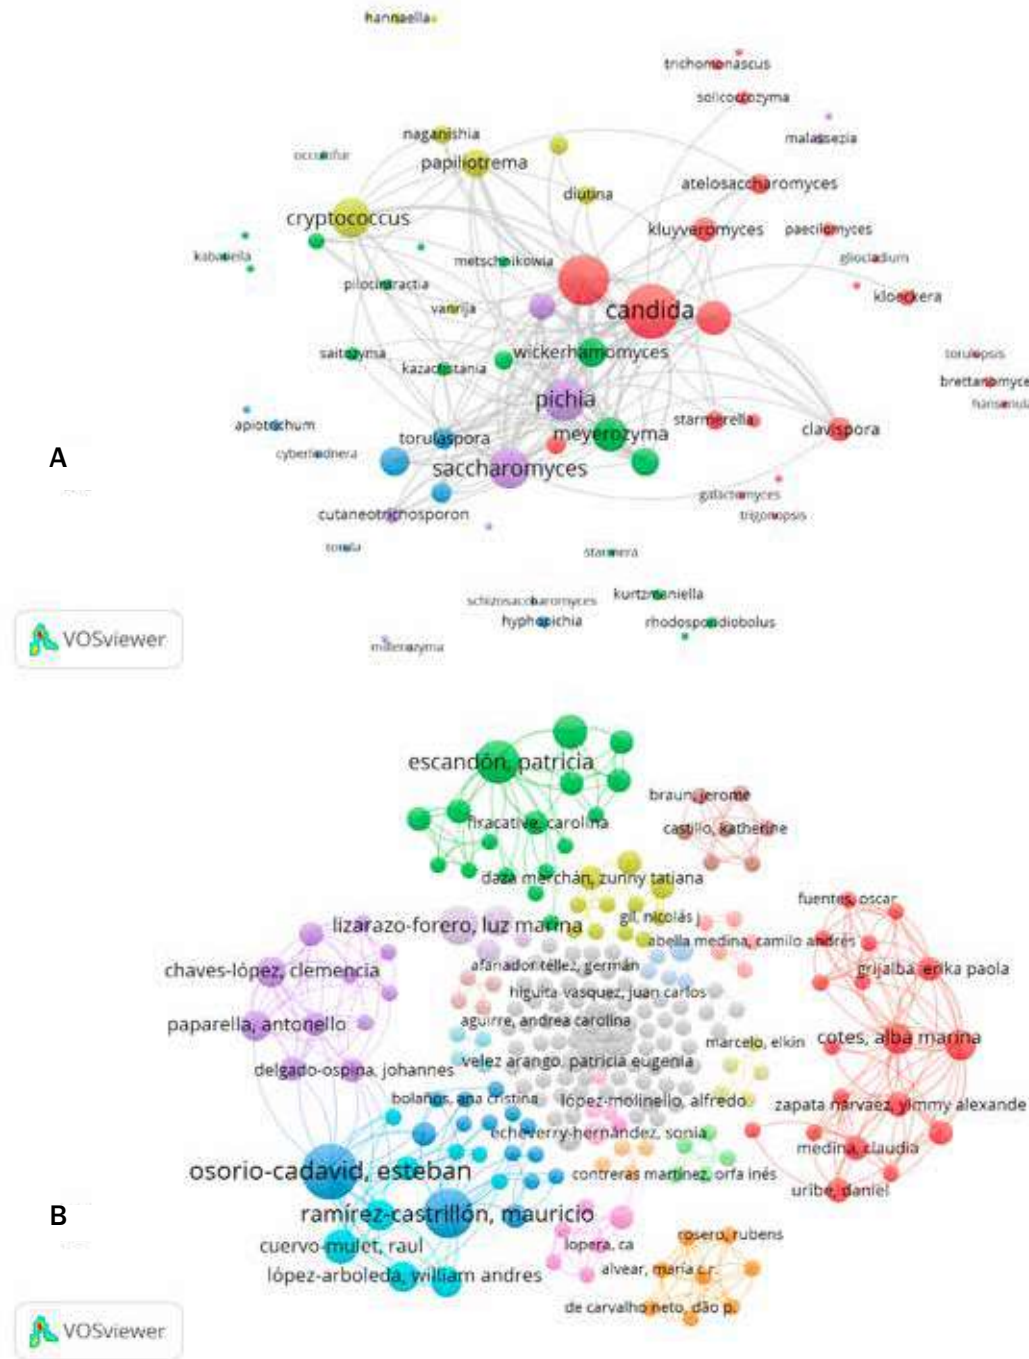 hannaella
trichomonascus
solicoccozyma
malassezia
naganishia
occultifur
papiliotrema
diutina
atelosaccharomyces
cryptococcus
kluyveromyces
paecilomyces
kabatiella
metschnikowia
gliocladium
kloeckera
vanrija
candida
saitozyma
wickerhamomyces
kazachstania
torulopsis
brettanomyce
hansenula
pichia
starmerella
clavispora
apiotrichum
torulaspora
meyerozyma
A
cyberlindnera
saccharomyces
galactomyces
trigonopsis
cutaneotrichosporon
torula
starmera
schizosaccharomyces
kurtzmaniella
hyphopichia
rhodosporidiobolus
VOSviewer
millerozyma
escandón, patricia
braun, jerome
firacative, carolina
castillo, katherine
daza merchán, zunny tatiana
fuentes, oscar
gil, nicolás j.
lizarazo-forero, luz marina
abella medina, camilo andrés
chaves-lópez, clemencia
afanador téllez, germán
grijalba, erika paola
higuita vasquez, juan carlos
paparella, antonello
aguirre, andrea carolina
marcelo, elkin
cotes, alba marina
velez arango, patricia eugenia
delgado-ospina, johannes
bolaños, ana cristina
lópez-molinello, alfredo
zapata narvaez, yimmy alexande
echeverry-hernández, sonia
medina, claudia
osorio-cadavid, esteban
contreras martínez, orfa inés
uribe, daniel
B
ramírez-castrillón, mauricio
cuervo-mulet, raul
lopera, ca
rosero, rubens
lópez-arboleda, william andres
alvear, maría c.r.
de carvalho neto, dão p.
VOSviewer